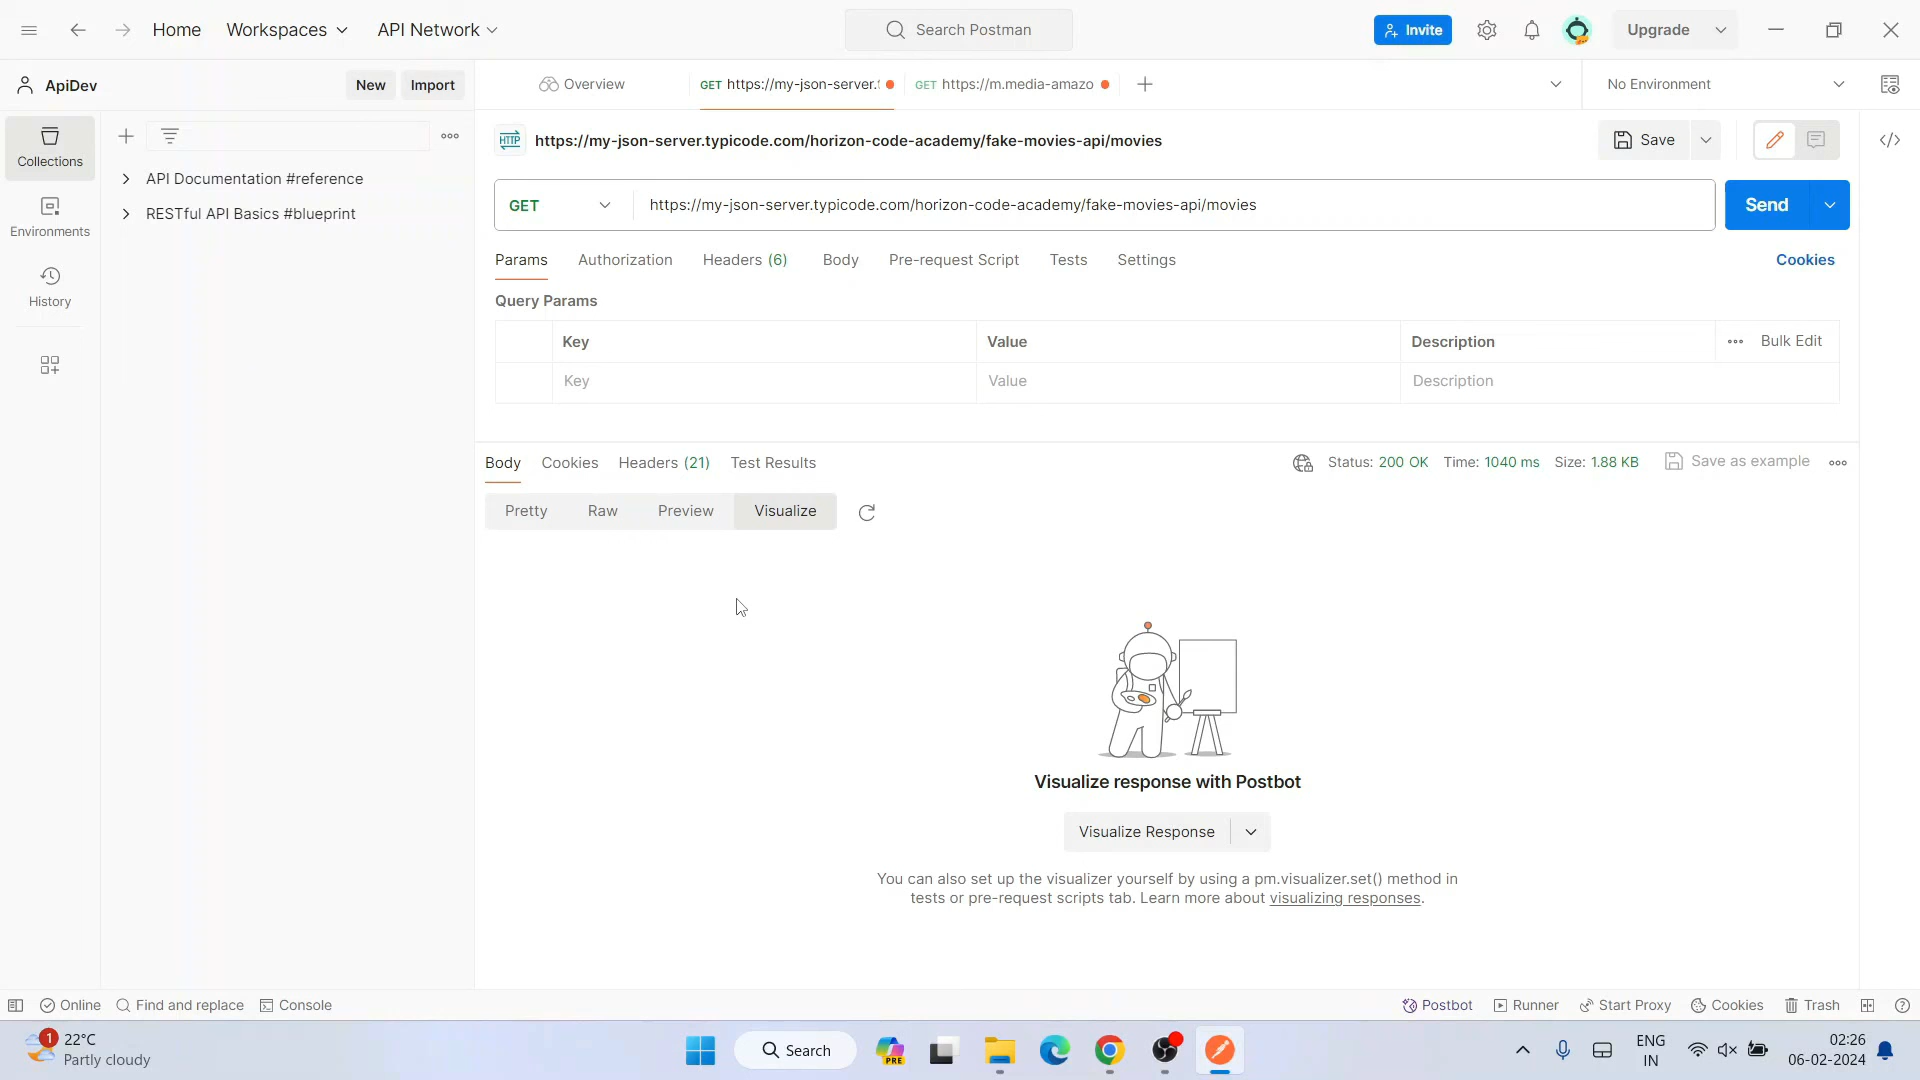 Home
Workspaces
API Network
Search Postman
Invite
Upgrade
ApiDev
New
Import
Overview
GET https://my-json-server.
GET https://m.media-amazo
No Environment
Collections
HTTP https://my-json-server.typicode.com/horizon-code-academy/fake-movies-api/movies
Save
API Documentation #reference
RESTful API Basics #blueprint
Environments
History
GET
https://my-json-server.typicode.com/horizon-code-academy/fake-movies-api/movies
Send
Params
Authorization
Headers (6)
Body
Pre-request Script
Tests
Settings
Cookies
Query Params
Key
Value
Description
Bulk Edit
Key
Value
Description
Body
Cookies
Headers (21)
Test Results
Status: 200 OK
Time: 1040 ms
Size: 1.88 KB
Save as example
Pretty
Raw
Preview
Visualize
Visualize response with Postbot
Visualize Response
You can also set up the visualizer yourself by using a pm.visualizer.set() method in
tests or pre-request scripts tab. Learn more about visualizing responses.
Online
Find and replace
Console
Postbot
Runner
Start Proxy
Cookies
Trash
1
22°C
Partly cloudy
Search
PRE
ENG
IN
02:26
06-02-2024